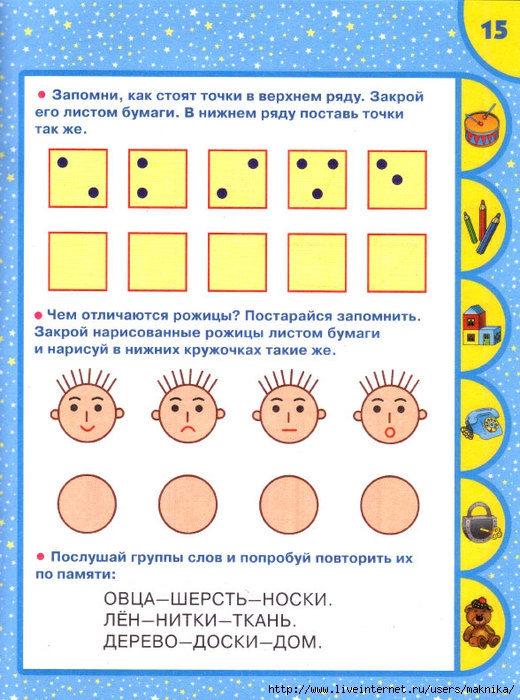 15
• Запомни, как стоят точки в верхнем ряду. Закрой
его листом бумаги. В нижнем ряду поставь точки
так же.
• Чем отличаются рожицы? Постарайся запомнить.
Закрой нарисованные рожицы листом бумаги
и нарисуй в нижних кружочках такие же.
• Послушай группы слов и попробуй повторить их
по памяти:
ОВЦА—ШЕРСТЬ—НОСКИ.
ЛЁН—НИТКИ—ТКАНЬ.
ДЕРЕВО—ДОСКИ—ДОМ.
http://www.liveinternet.ru/users/maknika/